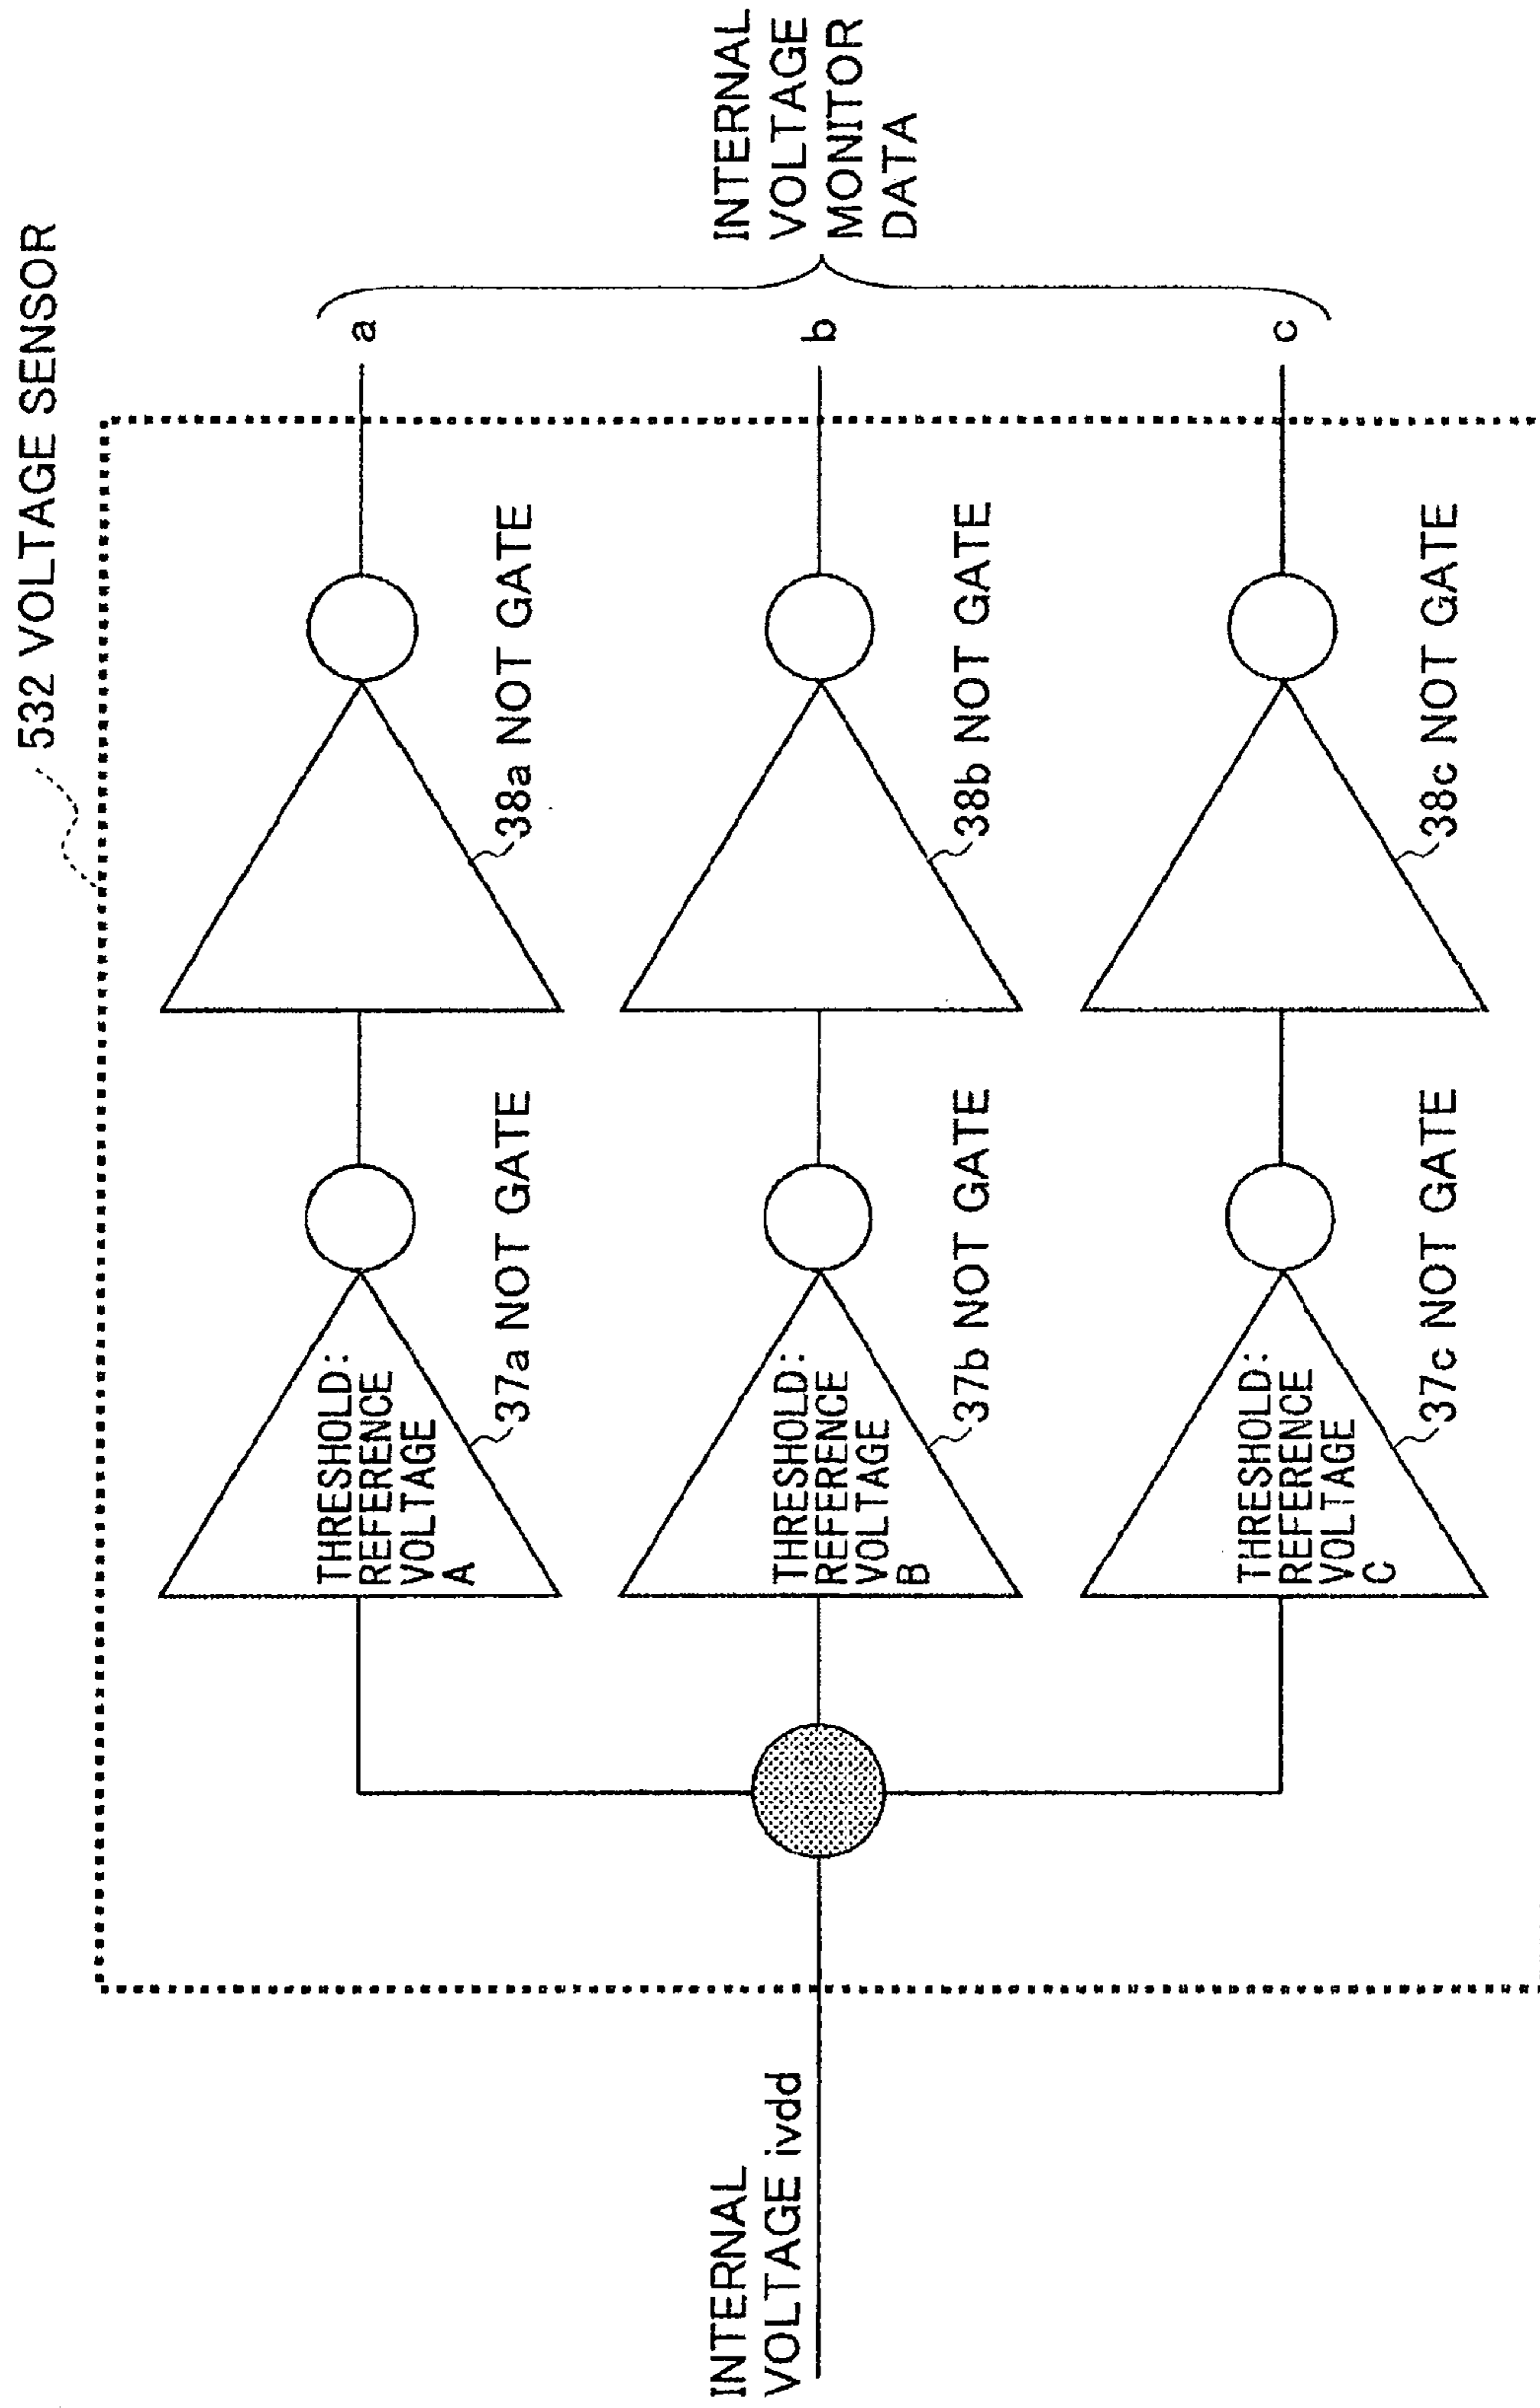 532 VOLTAGE SENSOR
INTERNAL
VOLTAGE ivdd
THRESHOLD:
REFERENCE
VOLTAGE
A
37a NOT GATE
38a NOT GATE
a
THRESHOLD:
REFERENCE
VOLTAGE
B
37b NOT GATE
38b NOT GATE
b
THRESHOLD:
REFERENCE
VOLTAGE
C
37c NOT GATE
38c NOT GATE
c
INTERNAL
VOLTAGE
MONITOR
DATA